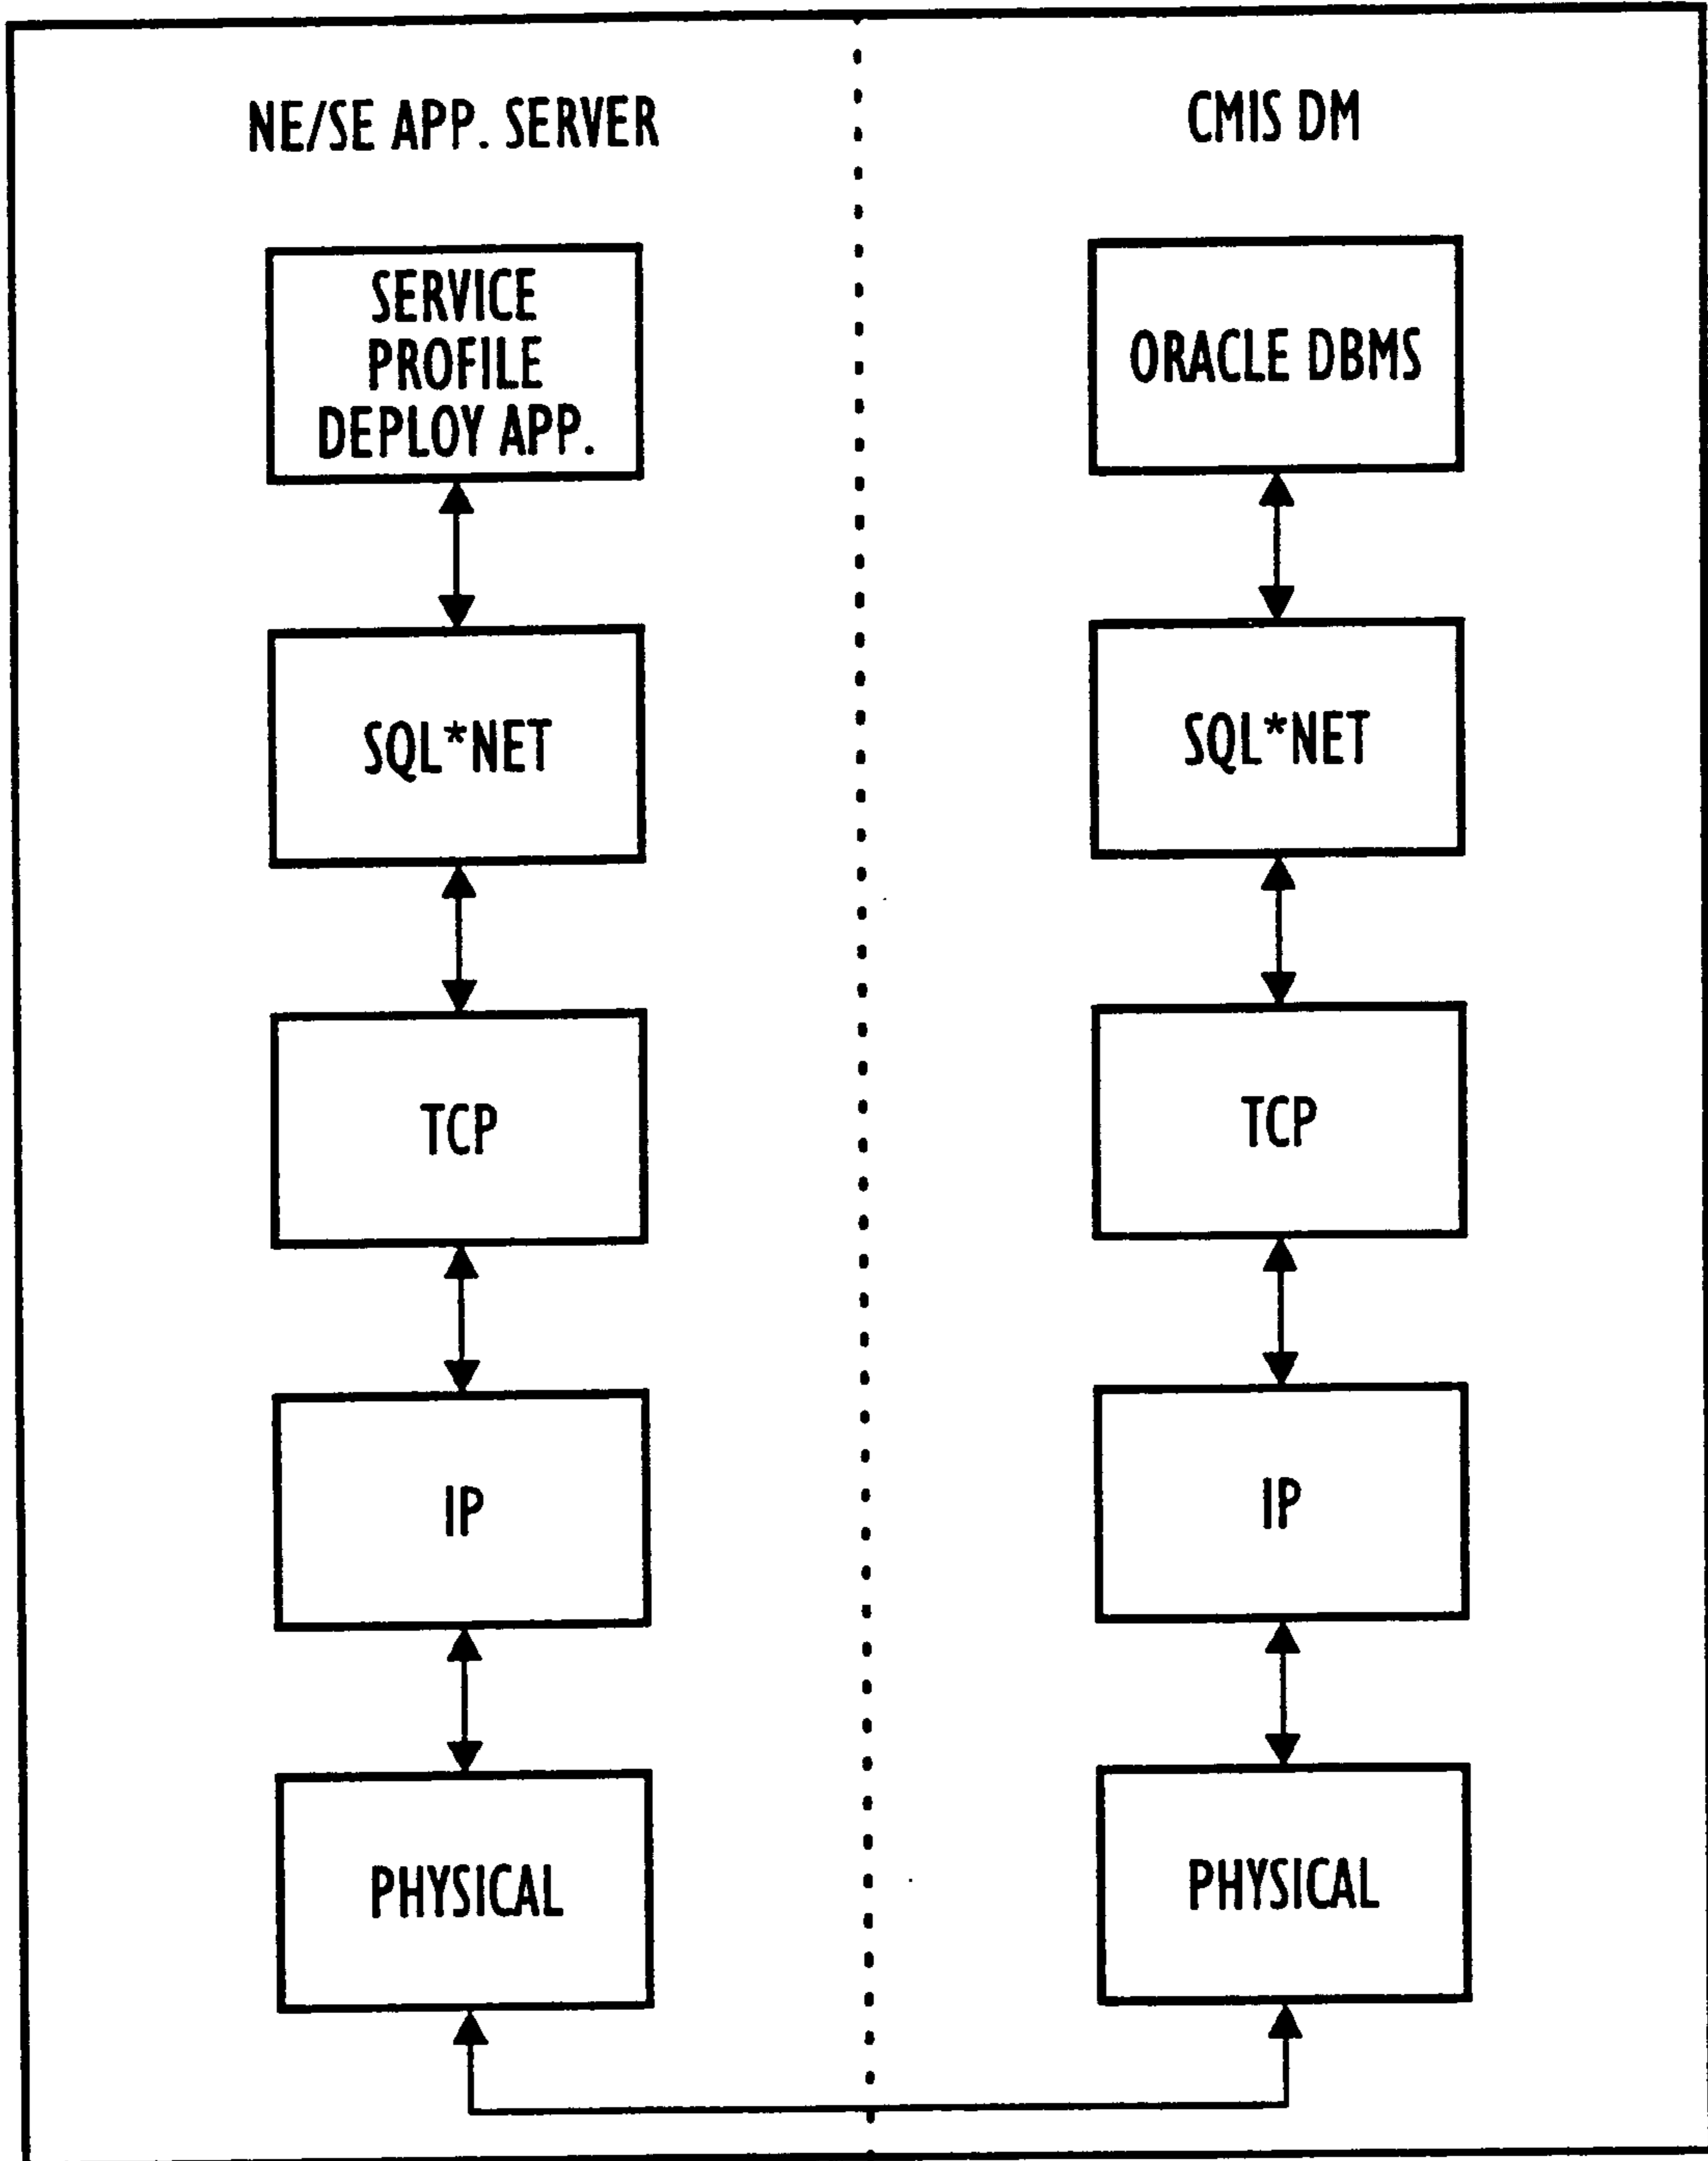 NE/SE APP. SERVER
SERVICE
PROFILE
DEPLOY APP.
SQL*NET
TCP
IP
PHYSICAL
CMIS DM
ORACLE DBMS
SQL*NET
TCP
IP
PHYSICAL